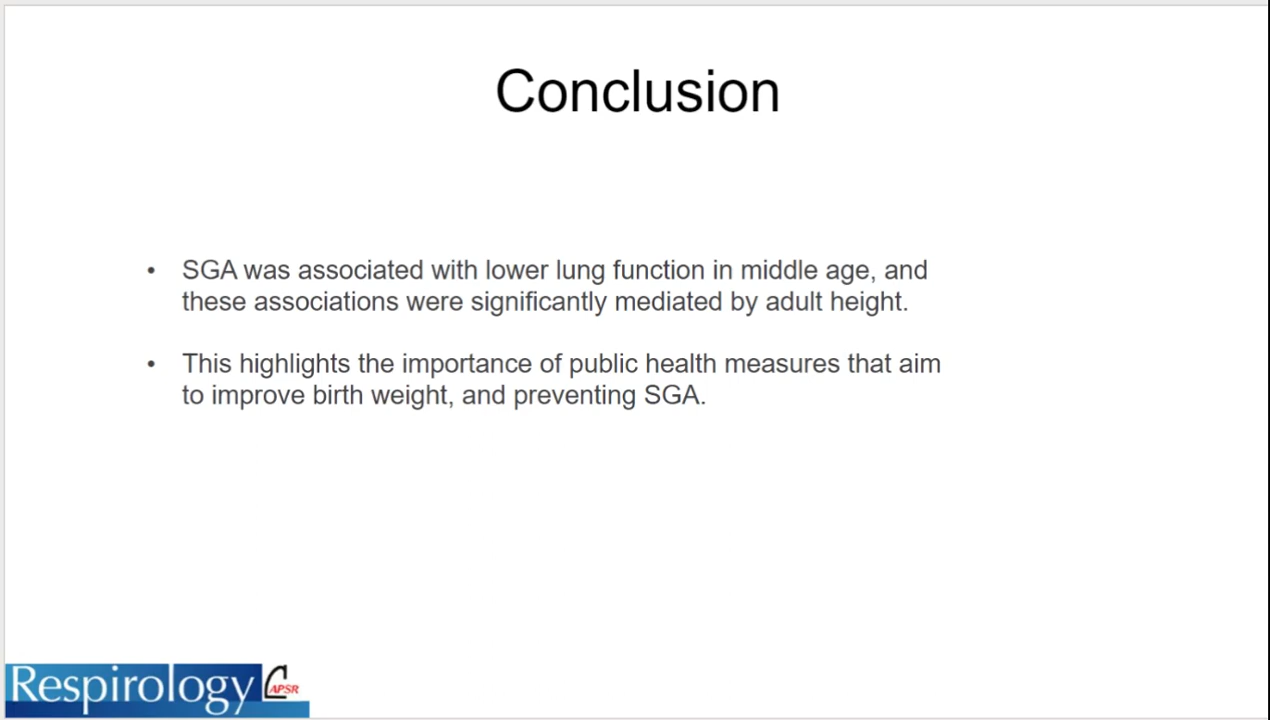 Conclusion
• SGA was associated with lower lung function in middle age, and
these associations were significantly mediated by adult height.
• This highlights the importance of public health measures that aim
to improve birth weight, and preventing SGA.
Respirology APSR